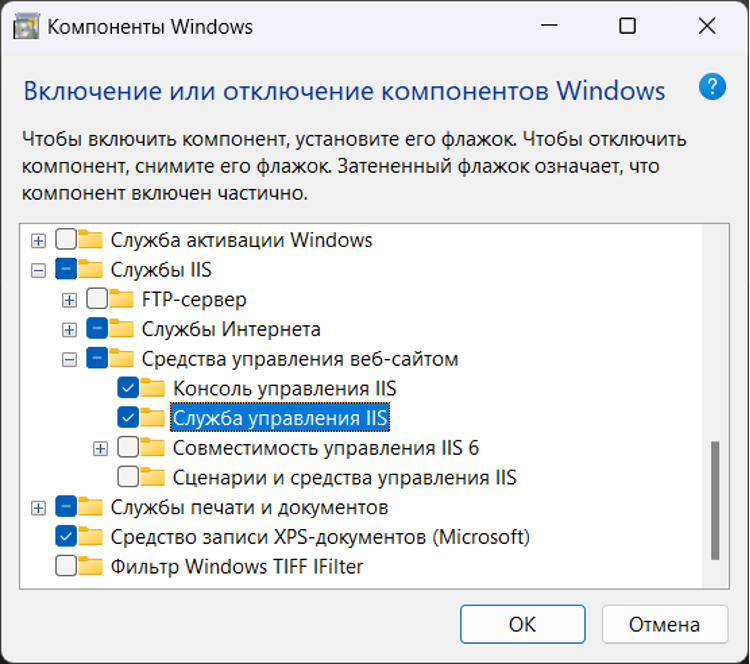 Компоненты Windows
Включение или отключение компонентов Windows
?
Чтобы включить компонент, установите его флажок. Чтобы отключить
компонент, снимите его флажок. Затененный флажок означает, что
компонент включен частично.
Служба активации Windows
Службы IIS
FTP-сервер
Службы Интернета
Средства управления веб-сайтом
Консоль управления IIS
Служба управления IIS
Совместимость управления IIS 6
Сценарии и средства управления IIS
Службы печати и документов
Средство записи XPS-документов (Microsoft)
Фильтр Windows TIFF IFilter
ОК
Отмена